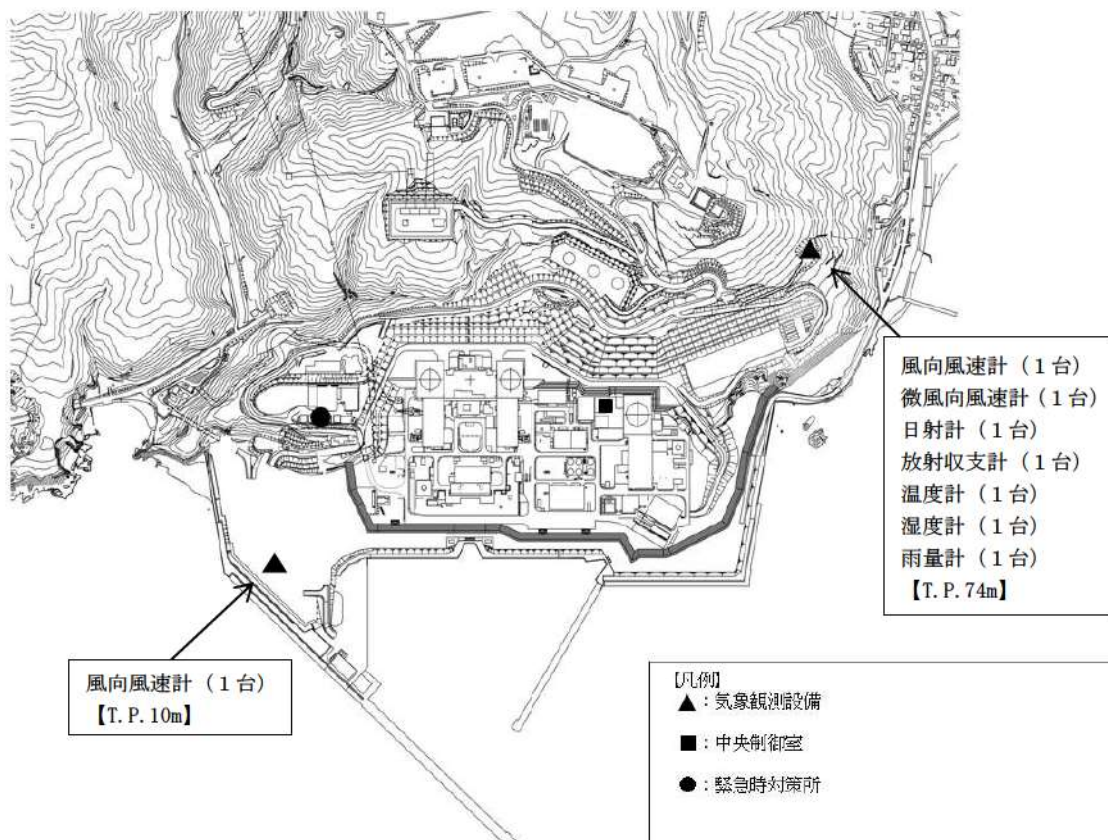 風向風速計（１台）
微風向風速計（１台）
日射計（１台）
放射収支計（１台）
温度計（１台）
湿度計（１台）
雨量計（１台）
【T.P.74m】
風向風速計（１台）
【T.P.10m】
【凡例】
▲：気象観測設備
■：中央制御室
●：緊急時対策所